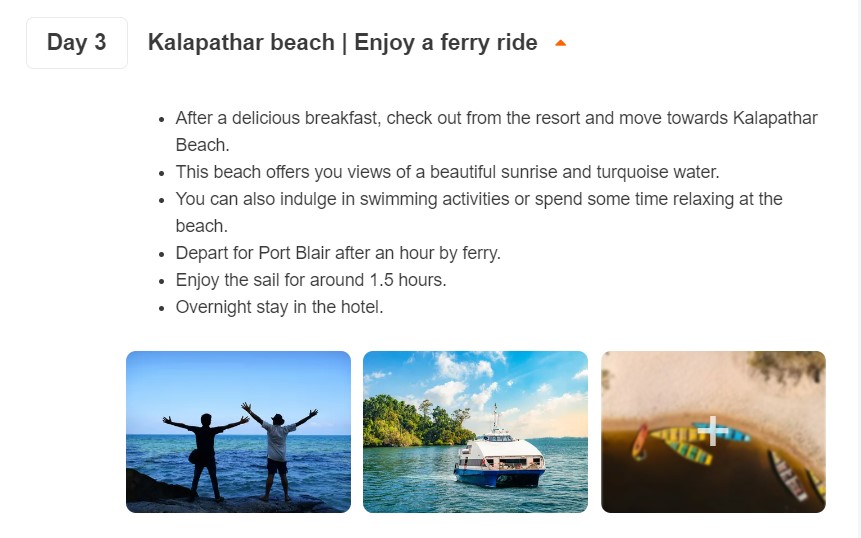 Day 3
Kalapathar beach | Enjoy a ferry ride
After a delicious breakfast, check out from the resort and move towards Kalapathar
Beach.
This beach offers you views of a beautiful sunrise and turquoise water.
You can also indulge in swimming activities or spend some time relaxing at the
beach.
Depart for Port Blair after an hour by ferry.
Enjoy the sail for around 1.5 hours.
Overnight stay in the hotel.